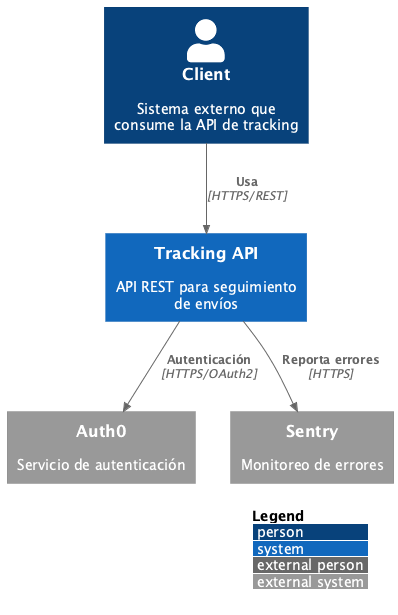 Client
Sistema externo que
consume la API de tracking
Usa
[HTTPS/REST]
Tracking API
API REST para seguimiento
de envíos
Autenticación
[HTTPS/OAuth2]
Reporta errores
[HTTPS]
Auth0
Servicio de autenticación
Sentry
Monitoreo de errores
Legend
person
system
external person
external system